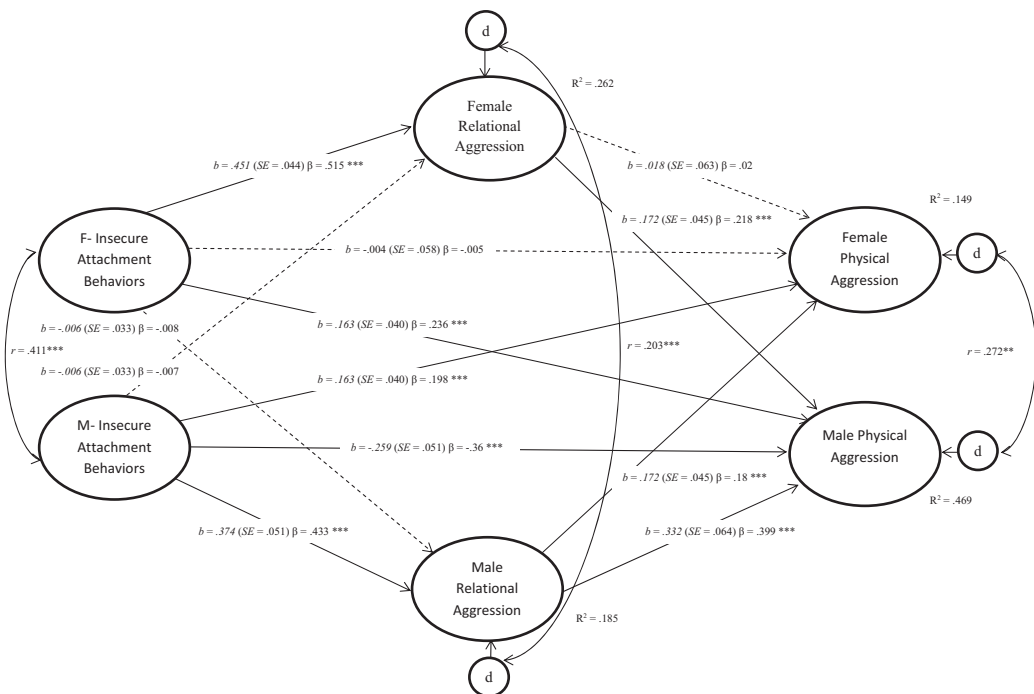 d
R² = .262
Female
Relational
Aggression
b = .451 (SE = .044) β = .515 ***
b = .018 (SE = .063) β = .02
R² = .149
F- Insecure
Attachment
Behaviors
b = .172 (SE = .045) β = .218 ***
Female
Physical
Aggression
d
b = -.004 (SE = .058) β = -.005
b = -.006 (SE = .033) β = -.008
b = .163 (SE = .040) β = .236 ***
r = .411***
r = .203***
r = .272**
b = -.006 (SE = .033) β = -.007
b = .163 (SE = .040) β = .198 ***
M- Insecure
Attachment
Behaviors
Male Physical
Aggression
d
b = -.259 (SE = .051) β = -.36 ***
b = .172 (SE = .045) β = .18 ***
R² = .469
b = .374 (SE = .051) β = .433 ***
b = .332 (SE = .064) β = .399 ***
Male
Relational
Aggression
R² = .185
d